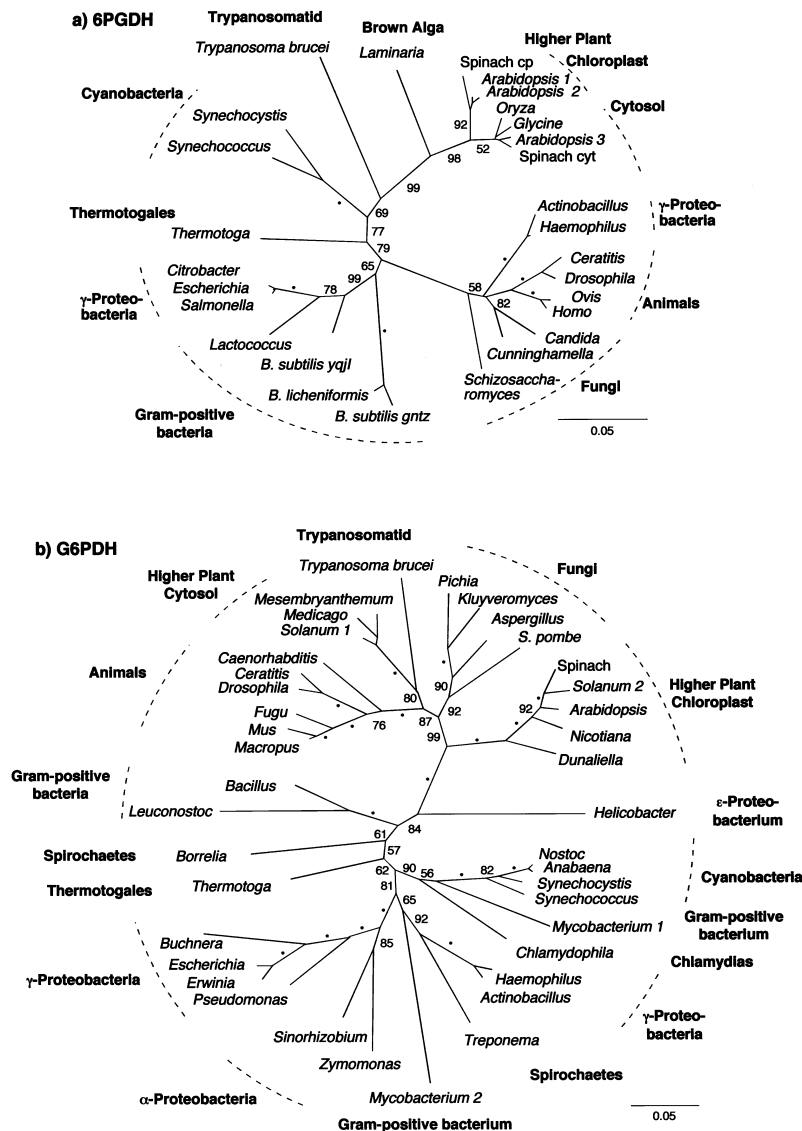 a) 6PGDH
Trypanosomatid
Trypanosoma brucei
Brown Alga
Laminaria
Higher Plant
Chloroplast
Spinach cp
Arabidopsis 1
Arabidopsis 2
Cytosol
Oryza
Glycine
Arabidopsis 3
Spinach cyt
Cyanobacteria
Synechocystis
Synechococcus
92
98
52
99
69
77
79
Thermotogales
Thermotoga
γ-Proteo-
bacteria
Actinobacillus
Haemophilus
Ceratitis
Drosophila
Ovis
Homo
Animals
58
82
Candida
Cunninghamella
Schizosaccha-
romyces
Fungi
65
99
78
Citrobacter
Escherichia
Salmonella
γ-Proteo-
bacteria
Lactococcus
B. subtilis yqjI
B. licheniformis
B. subtilis gntz
Gram-positive
bacteria
0.05
b) G6PDH
Trypanosomatid
Trypanosoma brucei
Fungi
Pichia
Kluyveromyces
Aspergillus
S. pombe
Higher Plant
Cytosol
Mesembryanthemum
Medicago
Solanum 1
Animals
Caenorhabditis
Ceratitis
Drosophila
Fugu
Mus
Macropus
80
90
92
76
87
99
92
Spinach
Solanum 2
Arabidopsis
Nicotiana
Dunaliella
Higher Plant
Chloroplast
Gram-positive
bacteria
Bacillus
Leuconostoc
Helicobacter
ε-Proteo-
bacterium
84
61
57
62
90
56
82
81
65
92
85
Spirochaetes
Borrelia
Thermotogales
Thermotoga
Nostoc
Anabaena
Synechocystis
Synechococcus
Cyanobacteria
Mycobacterium 1
Gram-positive
bacterium
Chlamydophila
Chlamydias
Haemophilus
Actinobacillus
γ-Proteo-
bacteria
Buchnera
Escherichia
Erwinia
Pseudomonas
γ-Proteobacteria
Treponema
Spirochaetes
Sinorhizobium
Zymomonas
α-Proteobacteria
Mycobacterium 2
Gram-positive bacterium
0.05